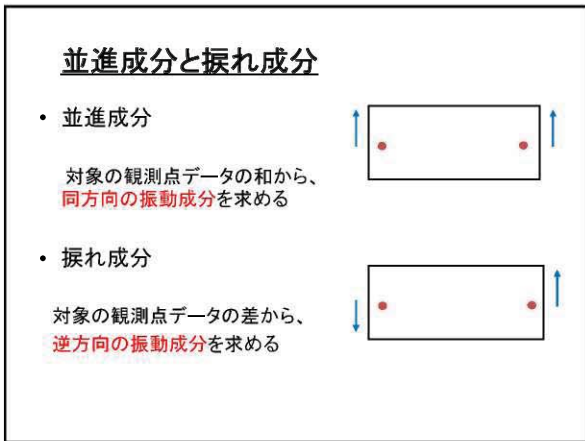 並進成分と捩れ成分
• 並進成分
対象の観測点データの和から、
同方向の振動成分を求める
• 捩れ成分
対象の観測点データの差から、
逆方向の振動成分を求める